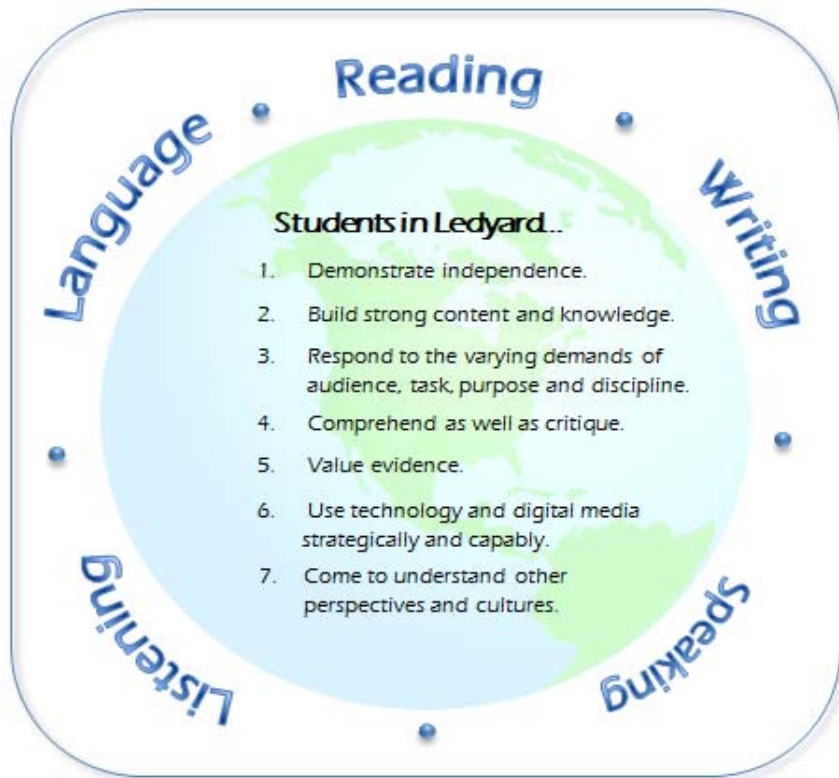 Reading
Writing
Speaking
Listening
Language
Students in Ledyard...
1. Demonstrate independence.
2. Build strong content and knowledge.
3. Respond to the varying demands of
audience, task, purpose and discipline.
4. Comprehend as well as critique.
5. Value evidence.
6. Use technology and digital media
strategically and capably.
7. Come to understand other
perspectives and cultures.